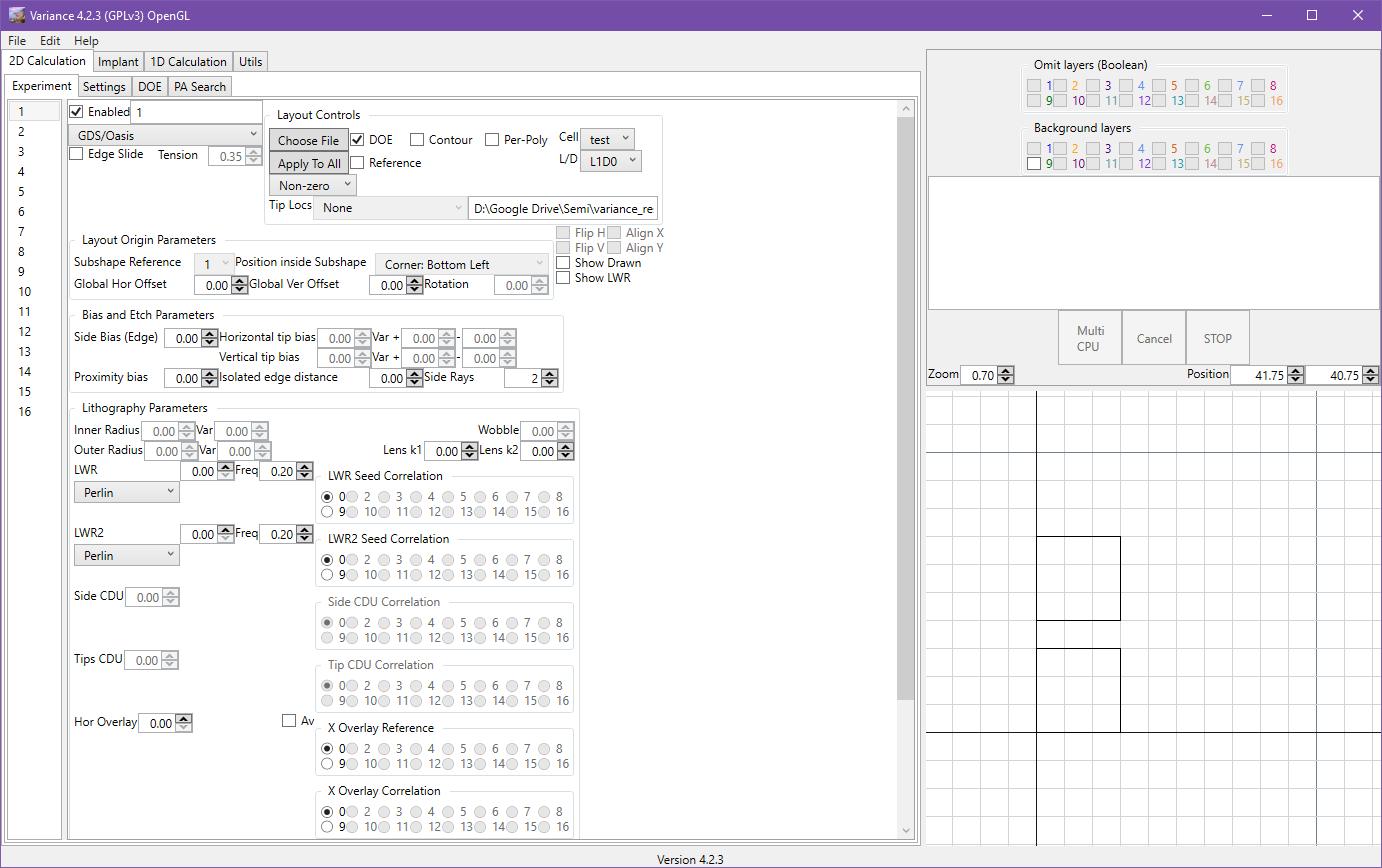 Variance 4.2.3 (GPLv3) OpenGL
File Edit Help
2D Calculation Implant 1D Calculation Utils
Experiment Settings DOE PA Search
1
2
3
4
5
6
7
8
9
10
11
12
13
14
15
16
Enabled 1
GDS/Oasis
Edge Slide Tension 0.35
Layout Controls
Choose File DOE Contour Per-Poly Cell test
Apply To All Reference L/D L1D0
Non-zero
Tip Locs None D:\Google Drive\Semi\variance_re
Flip H Align X
Flip V Align Y
Show Drawn
Show LWR
Layout Origin Parameters
Subshape Reference 1 Position inside Subshape Corner: Bottom Left
Global Hor Offset 0.00 Global Ver Offset 0.00 Rotation 0.00
Bias and Etch Parameters
Side Bias (Edge) 0.00 Horizontal tip bias 0.00 Var + 0.00 - 0.00
Vertical tip bias 0.00 Var + 0.00 - 0.00
Proximity bias 0.00 Isolated edge distance 0.00 Side Rays 2
Lithography Parameters
Inner Radius 0.00 Var 0.00 Wobble 0.00
Outer Radius 0.00 Var 0.00 Lens k1 0.00 Lens k2 0.00
LWR 0.00 Freq 0.20
Perlin
LWR Seed Correlation
0 2 3 4 5 6 7 8
9 10 11 12 13 14 15 16
LWR2 0.00 Freq 0.20
Perlin
LWR2 Seed Correlation
0 2 3 4 5 6 7 8
9 10 11 12 13 14 15 16
Side CDU 0.00
Side CDU Correlation
0 2 3 4 5 6 7 8
9 10 11 12 13 14 15 16
Tips CDU 0.00
Tip CDU Correlation
0 2 3 4 5 6 7 8
9 10 11 12 13 14 15 16
Hor Overlay 0.00 Av
X Overlay Reference
0 2 3 4 5 6 7 8
9 10 11 12 13 14 15 16
X Overlay Correlation
0 2 3 4 5 6 7 8
9 10 11 12 13 14 15 16
Omit layers (Boolean)
1 2 3 4 5 6 7 8
9 10 11 12 13 14 15 16
Background layers
1 2 3 4 5 6 7 8
9 10 11 12 13 14 15 16
Multi
CPU
Cancel STOP
Zoom 0.70 Position 41.75 40.75
Version 4.2.3